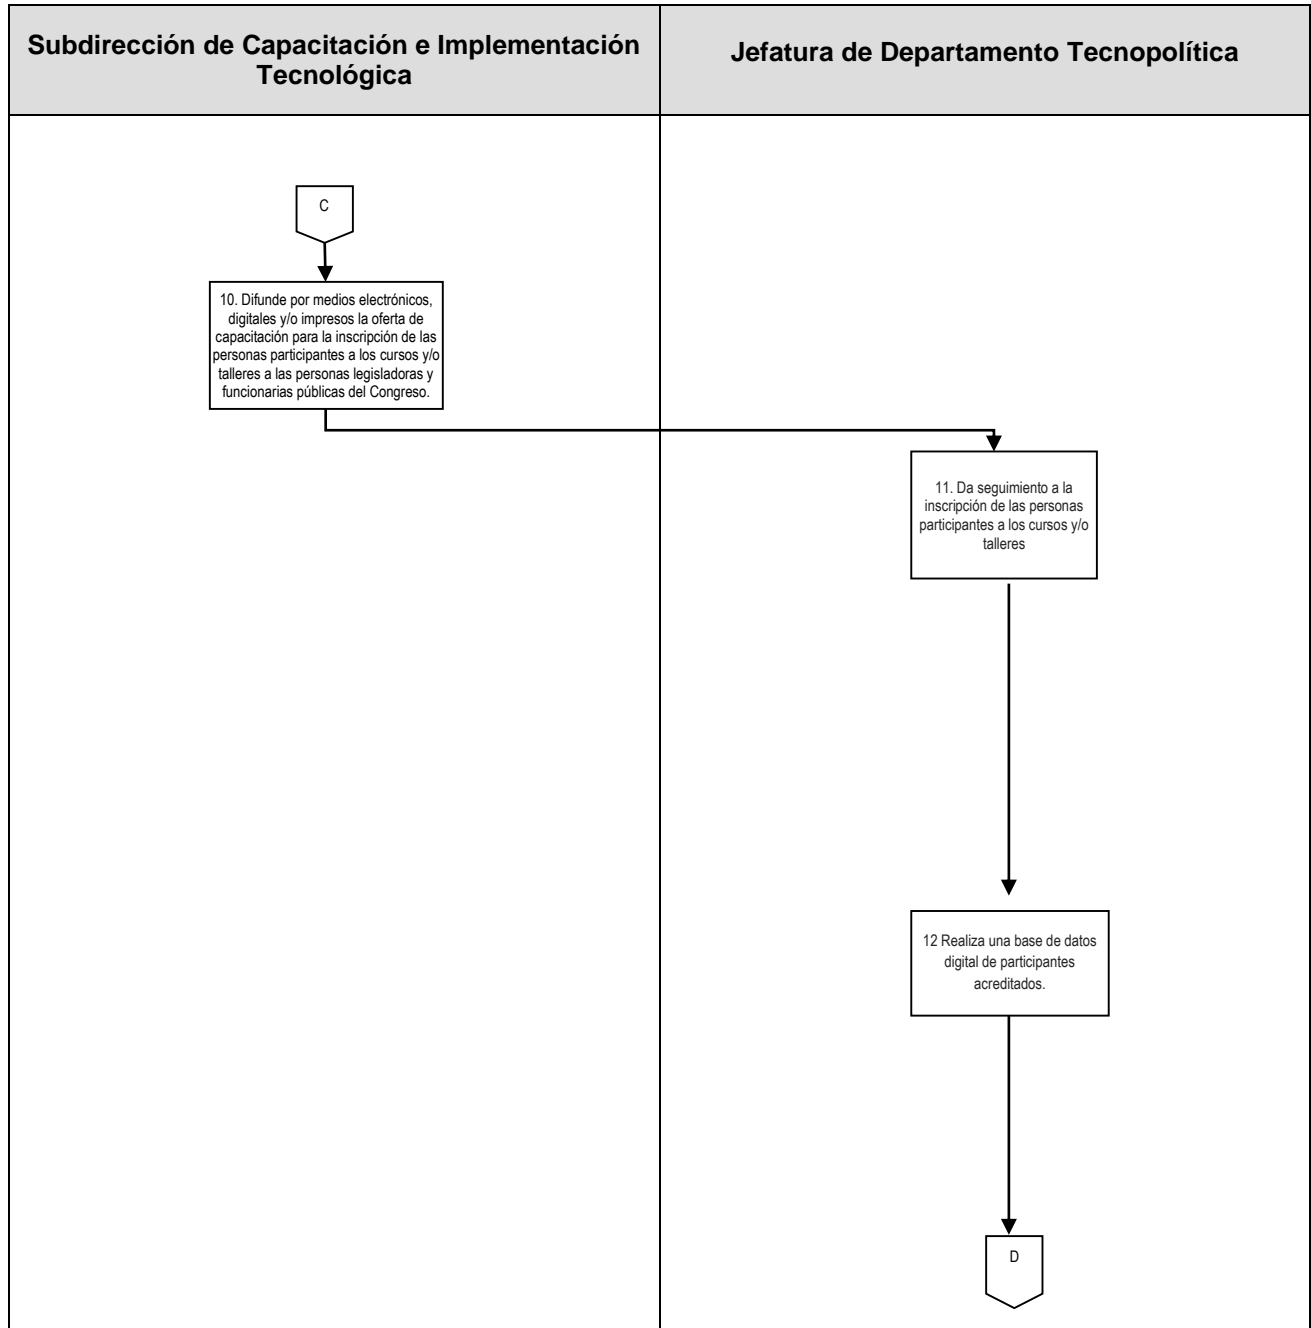 Subdirección de Capacitación e Implementación
Tecnológica
Jefatura de Departamento Tecnopolítica
C
10. Difunde por medios electrónicos,
digitales y/o impresos la oferta de
capacitación para la inscripción de las
personas participantes a los cursos y/o
talleres a las personas legisladoras y
funcionarias públicas del Congreso.
11. Da seguimiento a la
inscripción de las personas
participantes a los cursos y/o
talleres
12 Realiza una base de datos
digital de participantes
acreditados.
D